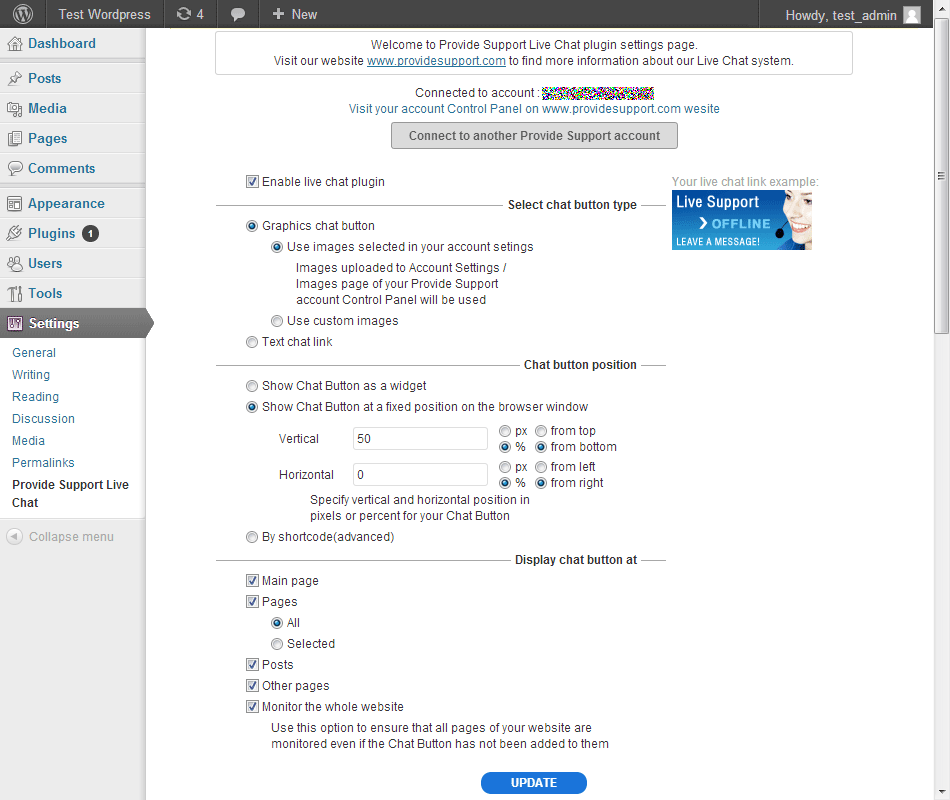 Test Wordpress
4
New
Howdy, test_admin
Dashboard
Posts
Media
Pages
Comments
Appearance
Plugins 1
Users
Tools
Settings
General
Writing
Reading
Discussion
Media
Permalinks
Provide Support Live
Chat
Collapse menu
Welcome to Provide Support Live Chat plugin settings page.
Visit our website www.providesupport.com to find more information about our Live Chat system.
Connected to account :
Visit your account Control Panel on www.providesupport.com wesite
Connect to another Provide Support account
Enable live chat plugin
Select chat button type
Graphics chat button
Use images selected in your account setings
Images uploaded to Account Settings /
Images page of your Provide Support
account Control Panel will be used
Use custom images
Text chat link
Chat button position
Show Chat Button as a widget
Show Chat Button at a fixed position on the browser window
Vertical 50 px from top
% from bottom
Horizontal 0 px from left
% from right
Specify vertical and horizontal position in
pixels or percent for your Chat Button
By shortcode(advanced)
Display chat button at
Main page
Pages
All
Selected
Posts
Other pages
Monitor the whole website
Use this option to ensure that all pages of your website are
monitored even if the Chat Button has not been added to them
UPDATE
Your live chat link example:
Live Support
OFFLINE
LEAVE A MESSAGE!